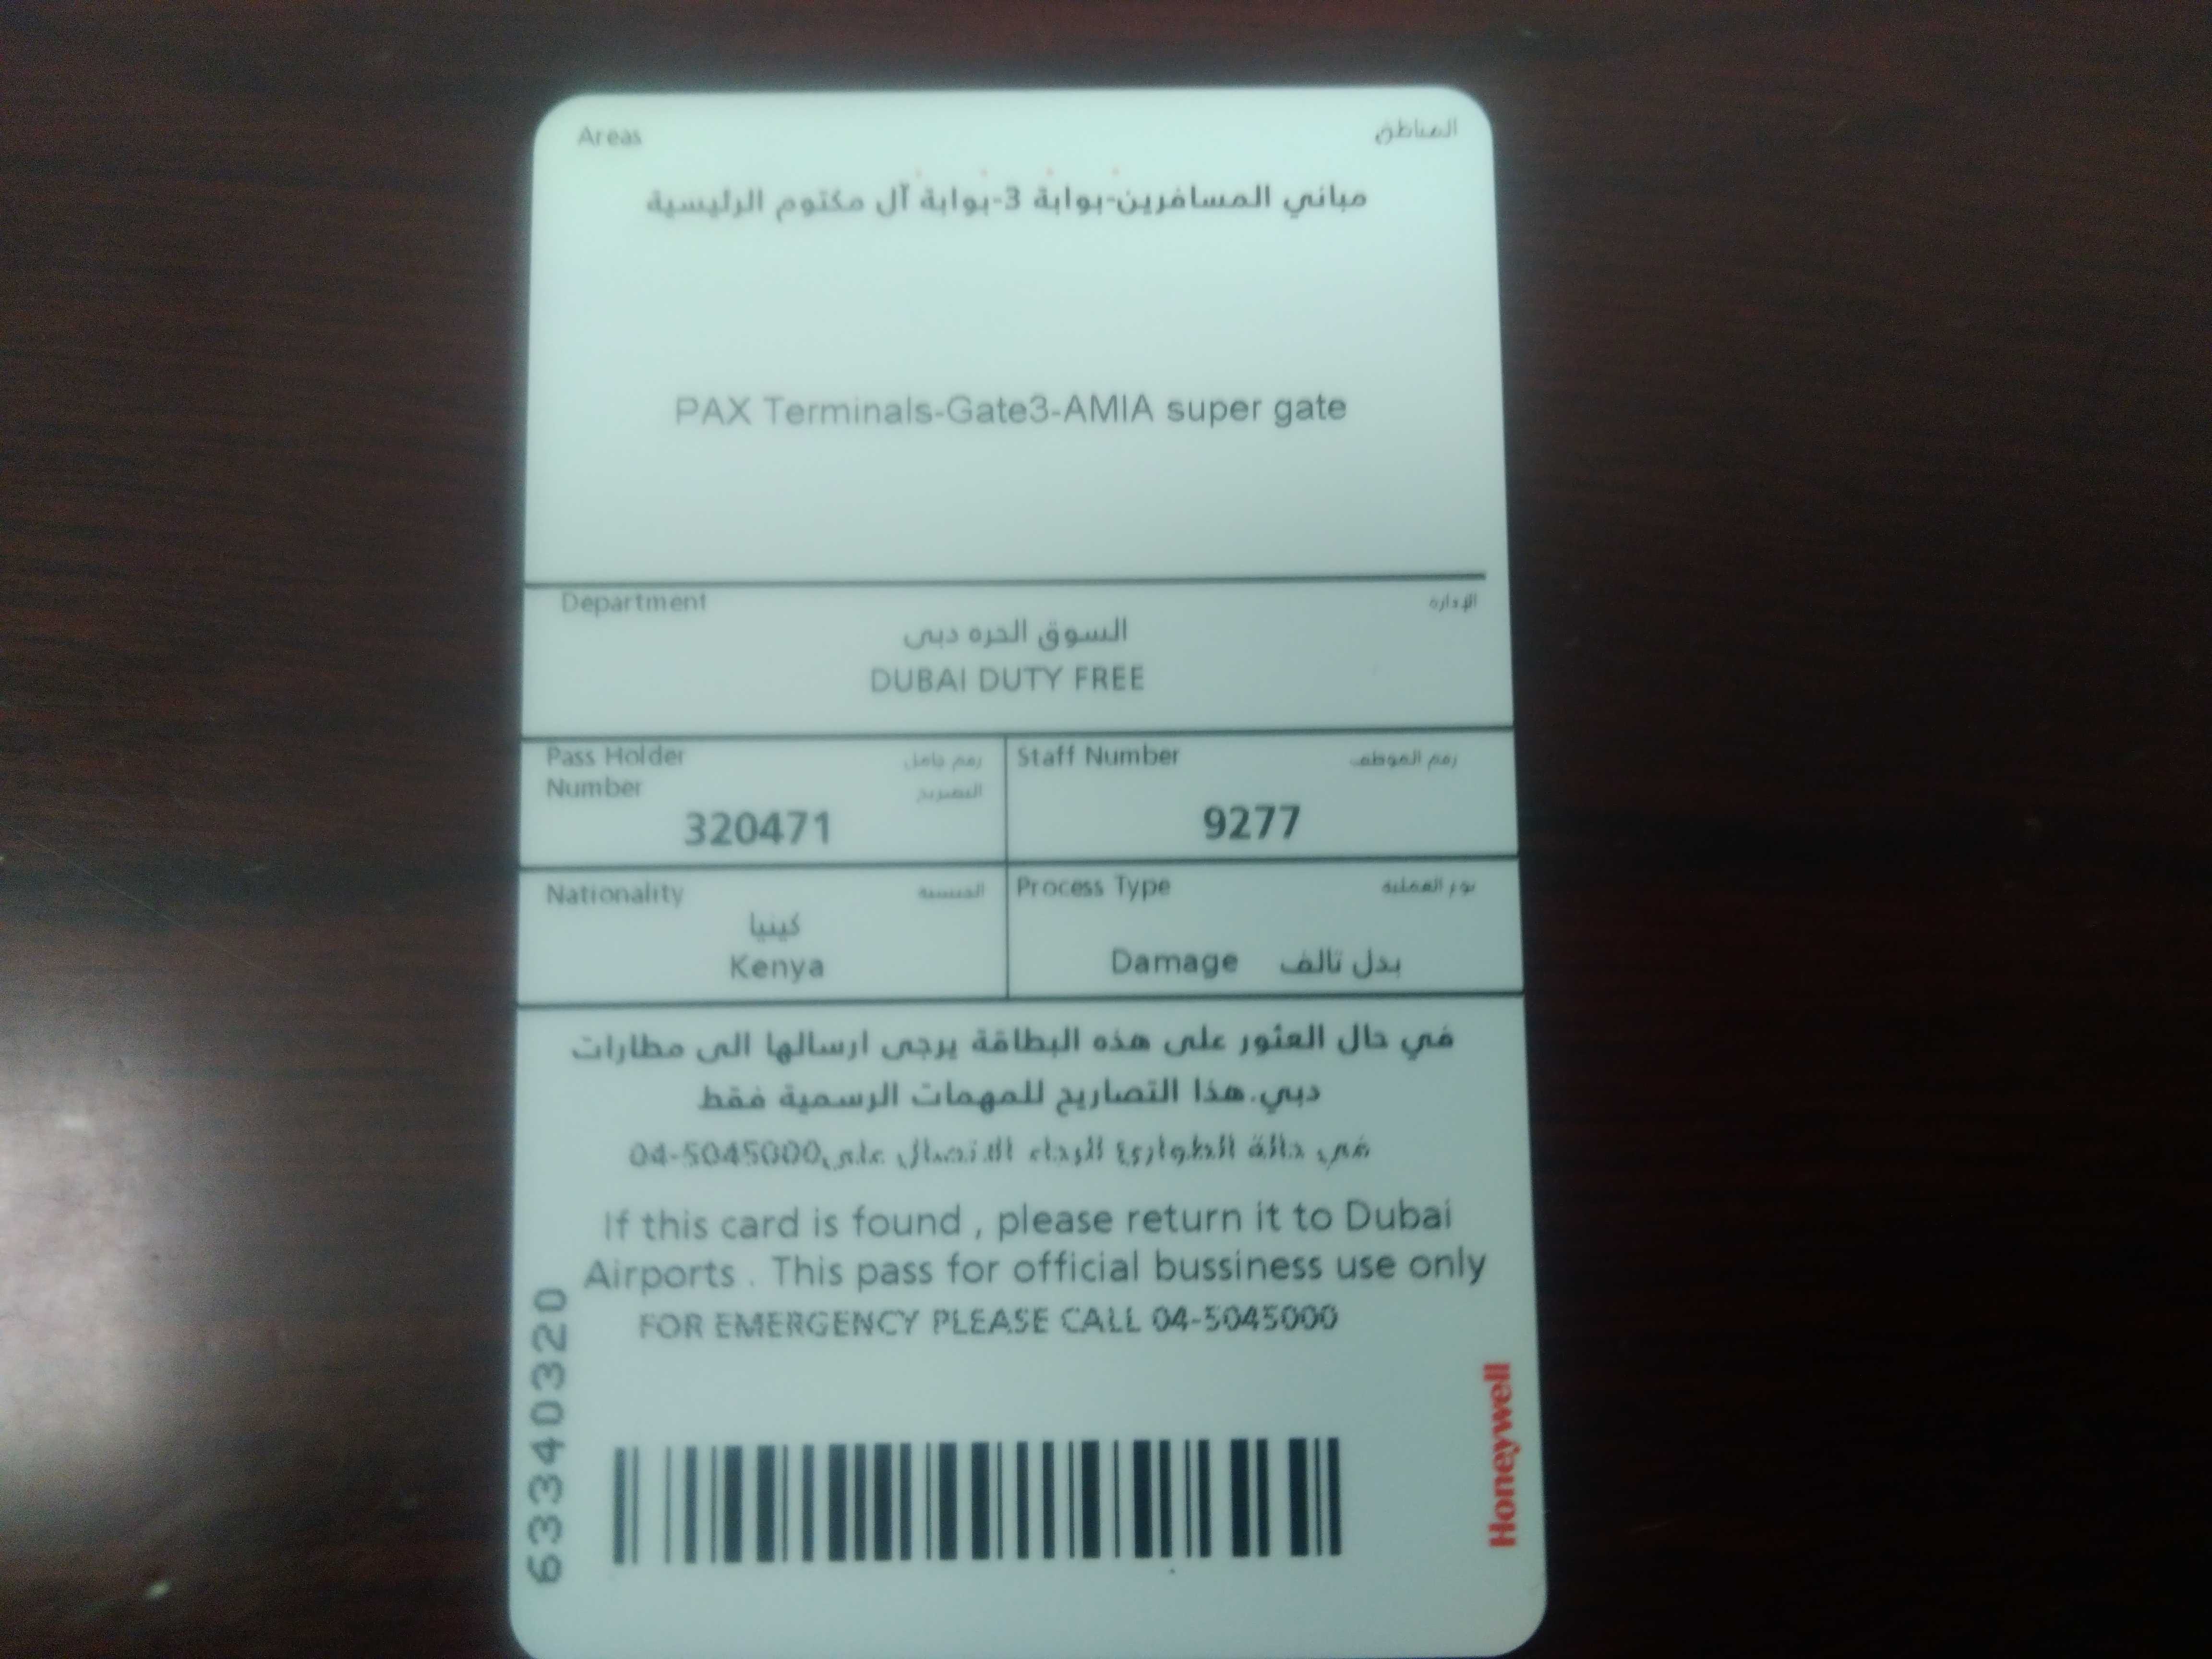 Areas المناطق
مباني المسافرين-بوابة 3-بوابة آل مكتوم الرئيسية
PAX Terminals-Gate3-AMIA super gate
Department الإدارة
السوق الحره دبى
DUBAI DUTY FREE
Pass Holder رقم حامل
Number التصريح
320471
Staff Number رقم الموظف
9277
Nationality الجنسية
كينيا
Kenya
Process Type نوع العملية
Damage بدل تالف
في حال العثور على هذه البطاقة يرجى ارسالها الى مطارات
دبي.هذا التصاريح للمهمات الرسمية فقط
في حالة الطوارئ الرجاء الاتصال على04-5045000
If this card is found , please return it to Dubai
Airports . This pass for official bussiness use only
FOR EMERGENCY PLEASE CALL 04-5045000
633340320
Honeywell